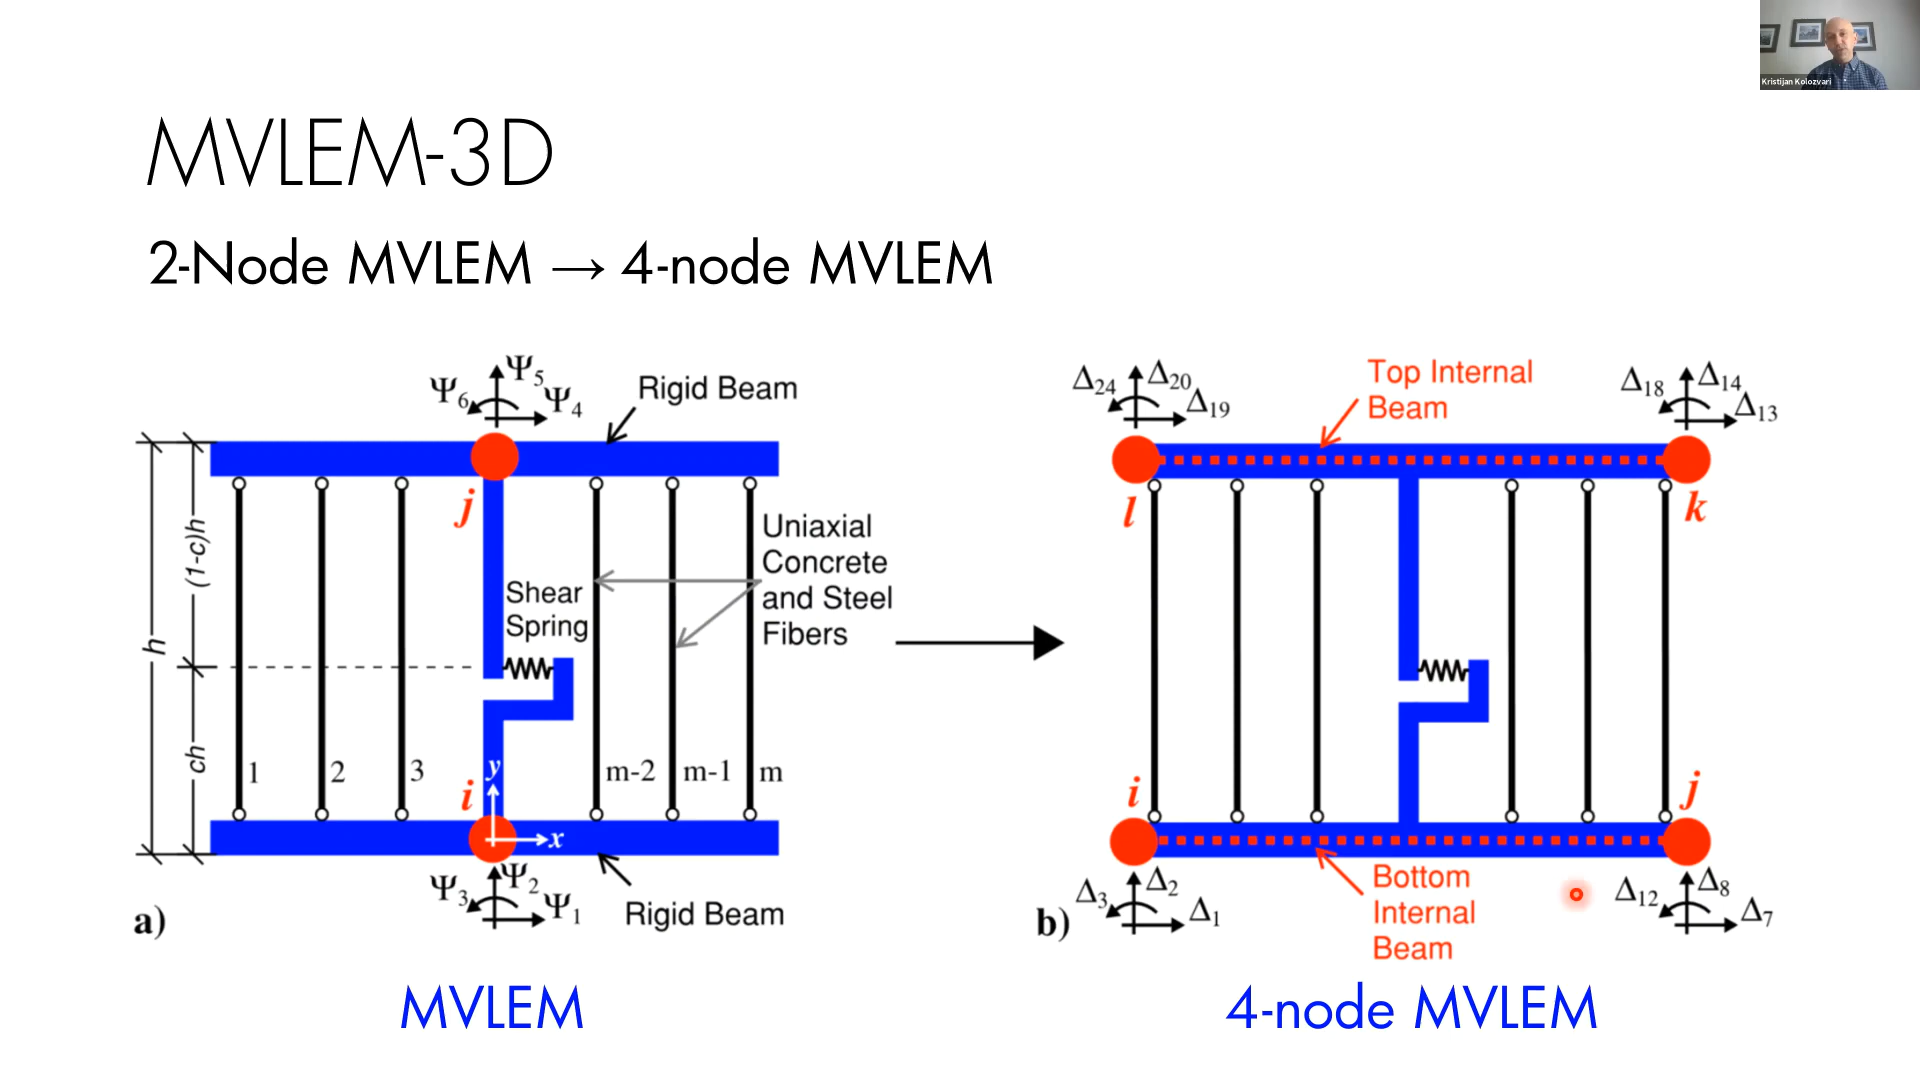 Kristijan Kolozvari
MVLEM-3D
2-Node MVLEM → 4-node MVLEM
Ψ6
Ψ5
Ψ4
Rigid Beam
j
h
(1-c)h
ch
Shear
Spring
Uniaxial
Concrete
and Steel
Fibers
1
2
3
m-2
m-1
m
i
y
x
Ψ3
Ψ2
Ψ1
Rigid Beam
a)
MVLEM
Δ24
Δ20
Δ19
Top Internal
Beam
Δ18
Δ14
Δ13
l
k
i
j
Δ3
Δ2
Δ1
Bottom
Internal
Beam
Δ12
Δ8
Δ7
b)
4-node MVLEM